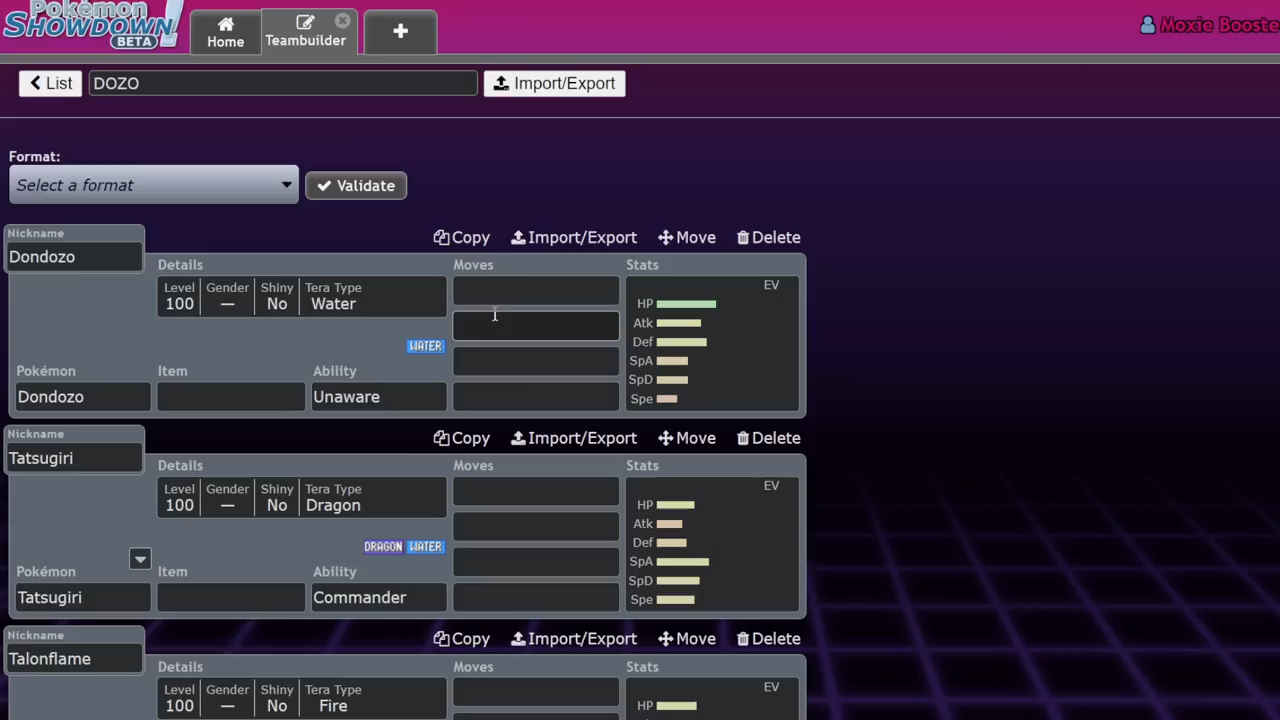 Pokémon
SHOWDOWN!
BETA
Home
Teambuilder
Moxie Booste
List
DOZO
Import/Export
Format:
Select a format
Validate
Nickname
Dondozo
Copy Import/Export Move Delete
Details Moves Stats
Level Gender Shiny Tera Type
100 — No Water
WATER
Pokémon Item Ability
Dondozo Unaware
EV
HP
Atk
Def
SpA
SpD
Spe
Nickname
Tatsugiri
Copy Import/Export Move Delete
Details Moves Stats
Level Gender Shiny Tera Type
100 — No Dragon
DRAGON WATER
Pokémon Item Ability
Tatsugiri Commander
EV
HP
Atk
Def
SpA
SpD
Spe
Nickname
Talonflame
Copy Import/Export Move Delete
Details Moves Stats
Level Gender Shiny Tera Type
100 — No Fire
EV
HP